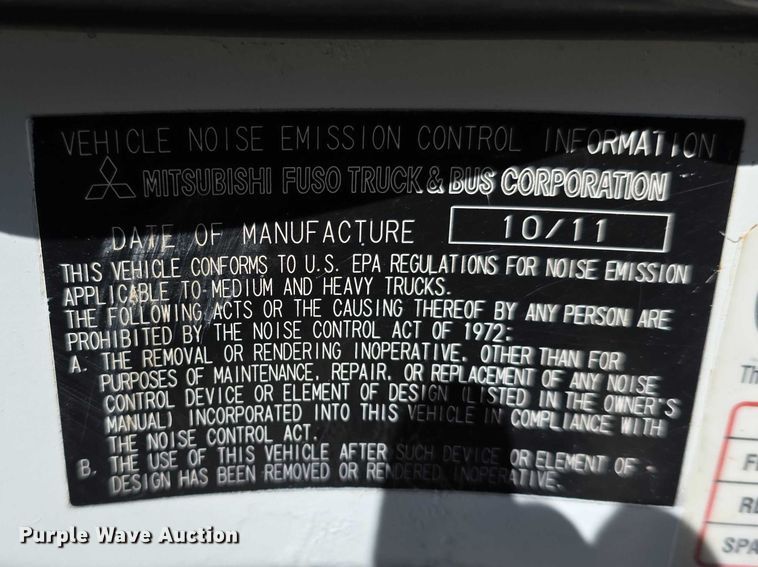 VEHICLE NOISE EMISSION CONTROL INFORMATION
MITSUBISHI FUSO TRUCK & BUS CORPORATION
DATE OF MANUFACTURE 10/11
THIS VEHICLE CONFORMS TO U.S. EPA REGULATIONS FOR NOISE EMISSION
APPLICABLE TO MEDIUM AND HEAVY TRUCKS.
THE FOLLOWING ACTS OR THE CAUSING THEREOF BY ANY PERSON ARE
PROHIBITED BY THE NOISE CONTROL ACT OF 1972:
A. THE REMOVAL OR RENDERING INOPERATIVE, OTHER THAN FOR
PURPOSES OF MAINTENANCE, REPAIR, OR REPLACEMENT OF ANY NOISE
CONTROL DEVICE OR ELEMENT OF DESIGN (LISTED IN THE OWNER'S
MANUAL) INCORPORATED INTO THIS VEHICLE IN COMPLIANCE WITH
THE NOISE CONTROL ACT.
B. THE USE OF THIS VEHICLE AFTER SUCH DEVICE OR ELEMENT OF
DESIGN HAS BEEN REMOVED OR RENDERED INOPERATIVE.
Th
F
RE
SPA
Purple Wave Auction